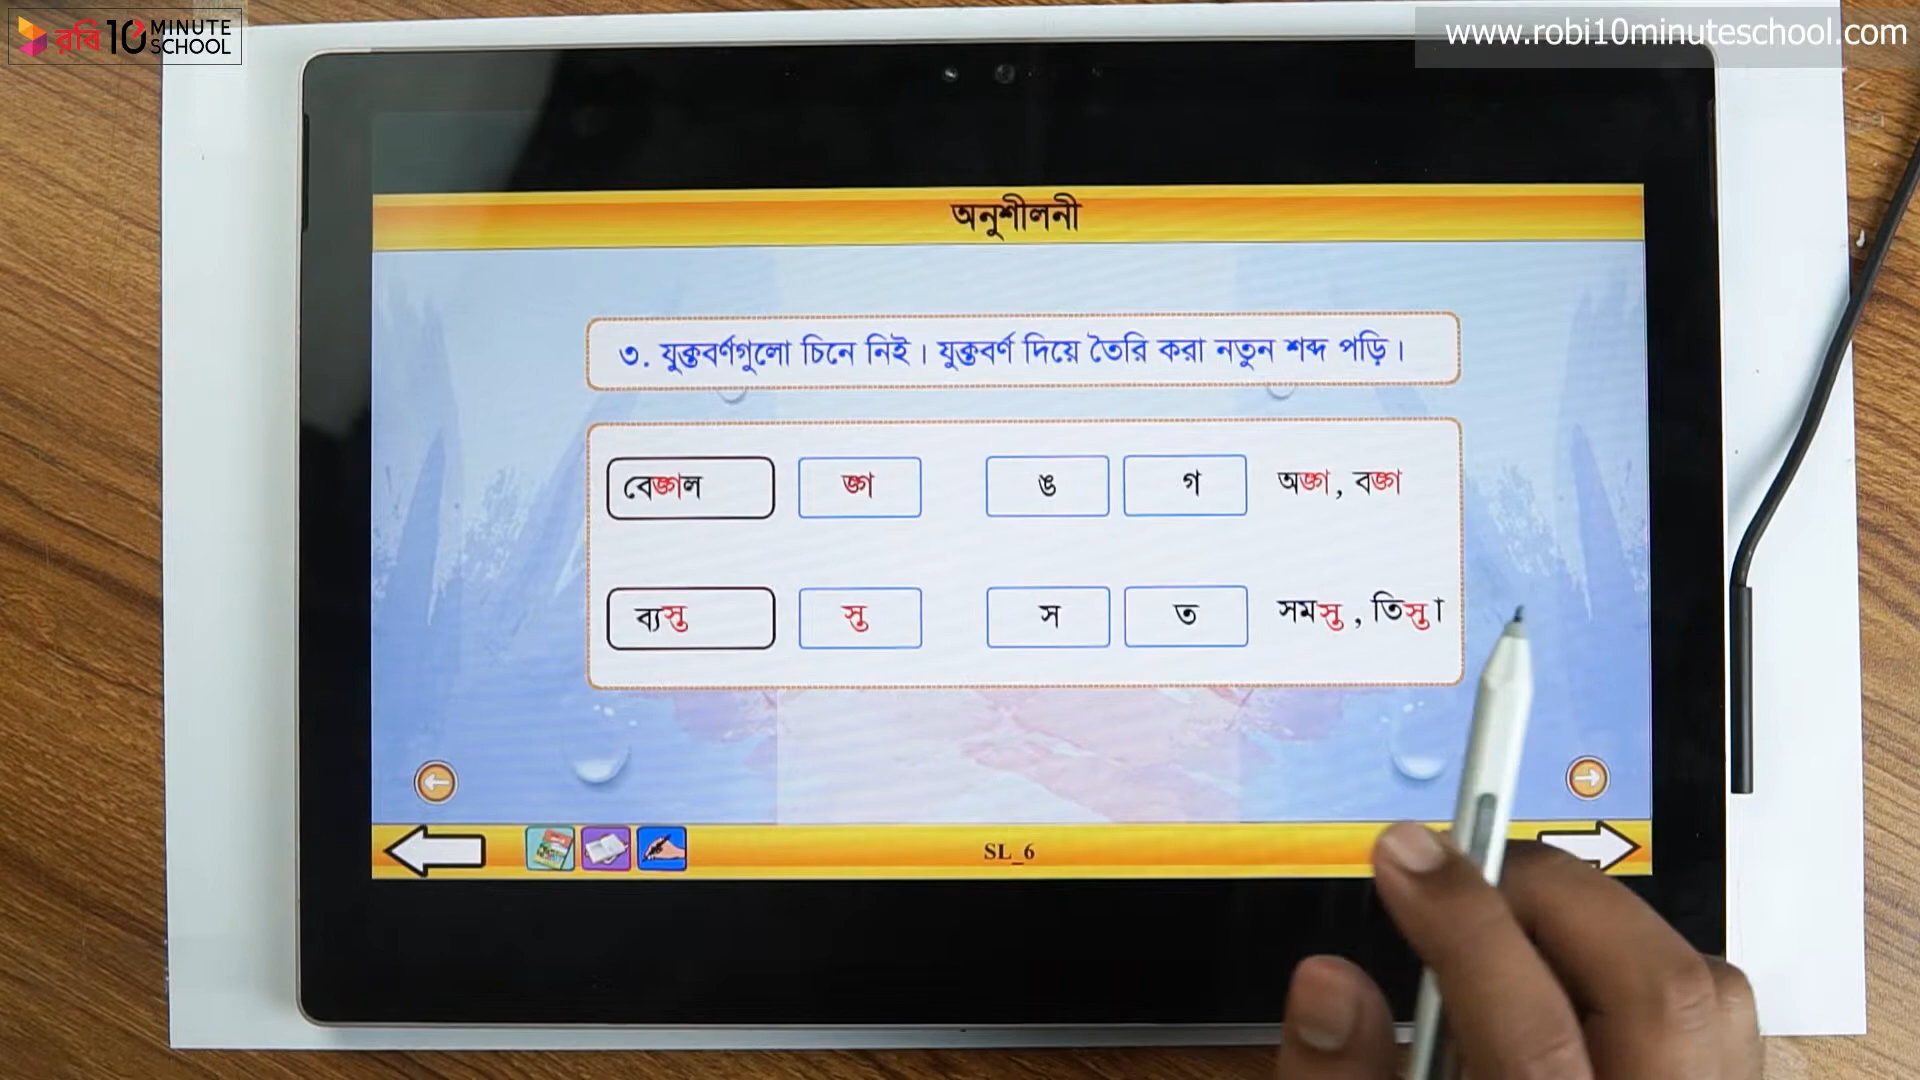 রবি 10 MINUTE SCHOOL
www.robi10minuteschool.com
অনুশীলনী
৩. যুক্তবর্ণগুলো চিনে নিই। যুক্তবর্ণ দিয়ে তৈরি করা নতুন শব্দ পড়ি।
বেঙ্গল ঙ্গ ঙ গ অঙ্গ, বঙ্গ
ব্যস্ত স্ত স ত সমস্ত, তিস্তা
SL_6